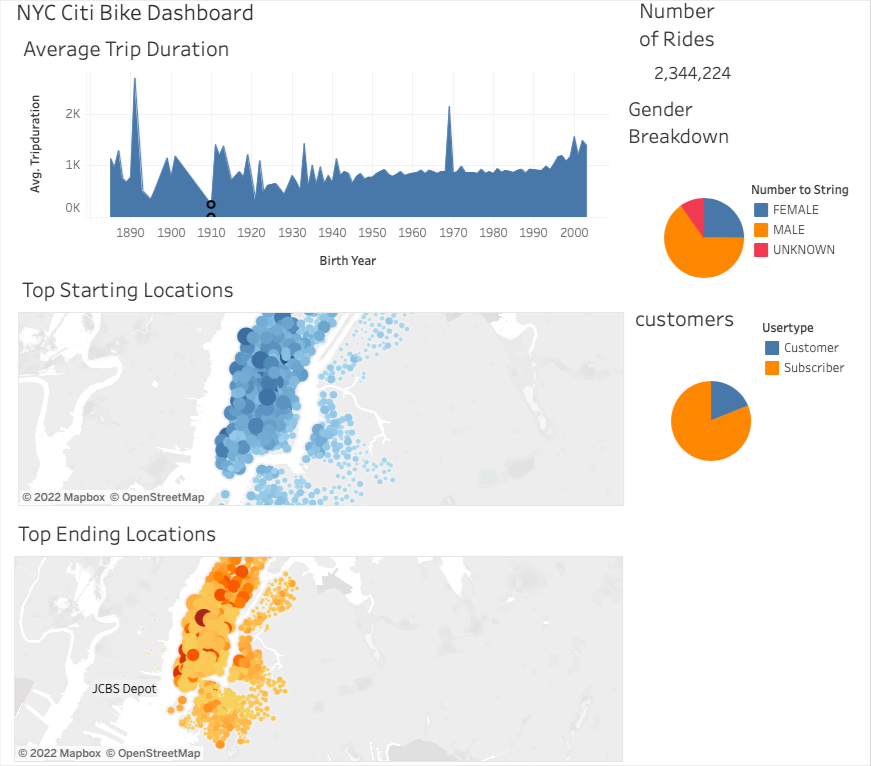 NYC Citi Bike Dashboard
Average Trip Duration
Avg. Tripduration
2K
1K
0K
1890 1900 1910 1920 1930 1940 1950 1960 1970 1980 1990 2000
Birth Year
Number
of Rides
2,344,224
Gender
Breakdown
Number to String
FEMALE
MALE
UNKNOWN
Top Starting Locations
© 2022 Mapbox © OpenStreetMap
customers
Usertype
Customer
Subscriber
Top Ending Locations
JCBS Depot
© 2022 Mapbox © OpenStreetMap